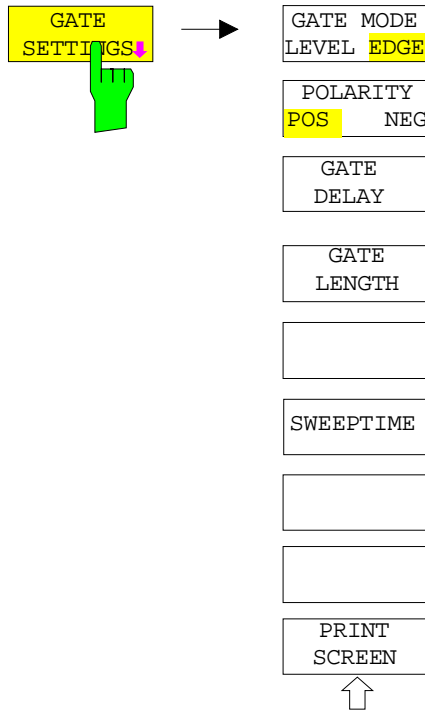 GATE
SETTINGS
GATE MODE
LEVEL EDGE
POLARITY
POS NEG
GATE
DELAY
GATE
LENGTH
SWEEPTIME
PRINT
SCREEN